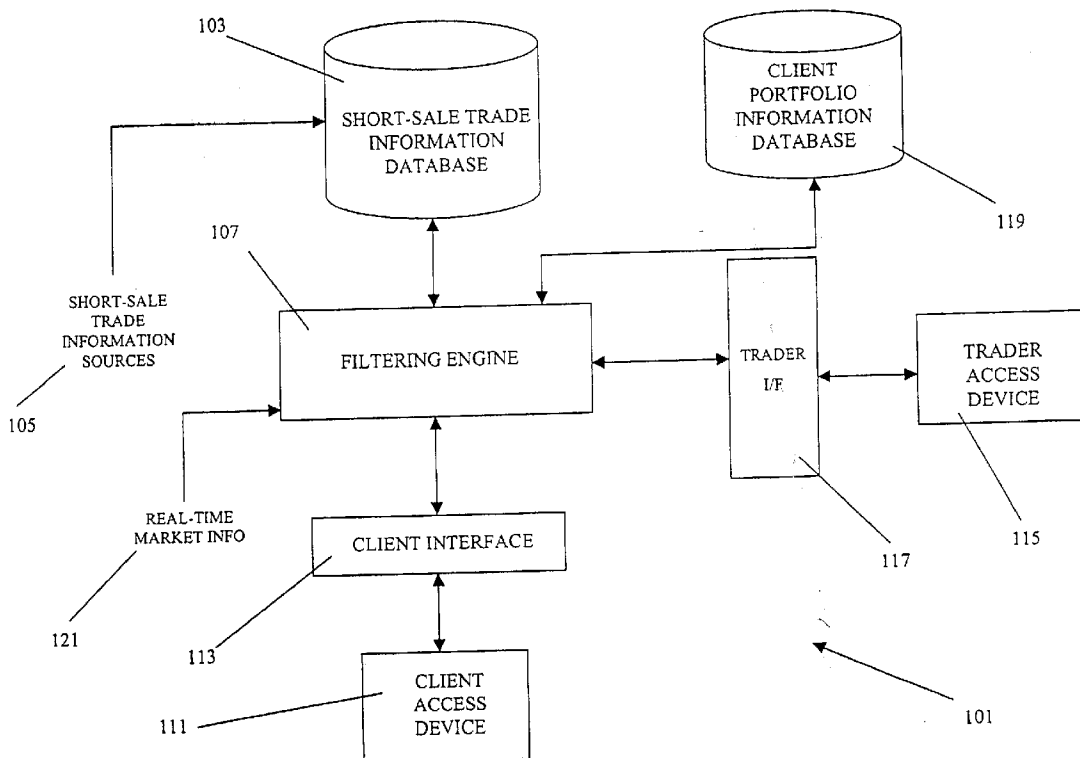 103
SHORT-SALE TRADE
INFORMATION
DATABASE
CLIENT
PORTFOLIO
INFORMATION
DATABASE
119
107
SHORT-SALE
TRADE
INFORMATION
SOURCES
105
FILTERING ENGINE
TRADER
I/F
TRADER
ACCESS
DEVICE
115
117
REAL-TIME
MARKET INFO
121
CLIENT INTERFACE
113
CLIENT
ACCESS
DEVICE
111
101